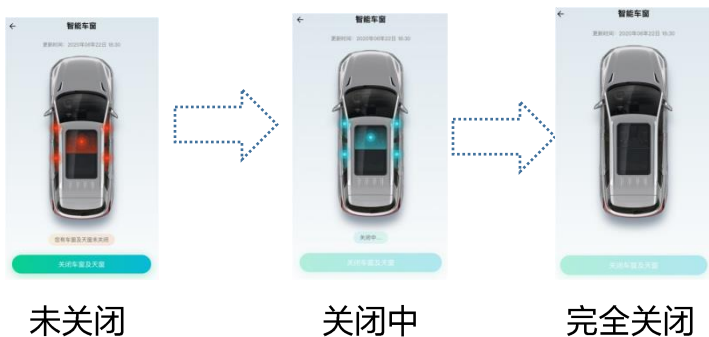 智能车窗
更新时间：2020年08月22日 16:30
您有车窗及天窗未关闭
关闭车窗及天窗
未关闭
智能车窗
更新时间：2020年08月22日 16:30
关闭中...
关闭车窗及天窗
关闭中
智能车窗
更新时间：2020年08月22日 16:30
关闭车窗及天窗
完全关闭